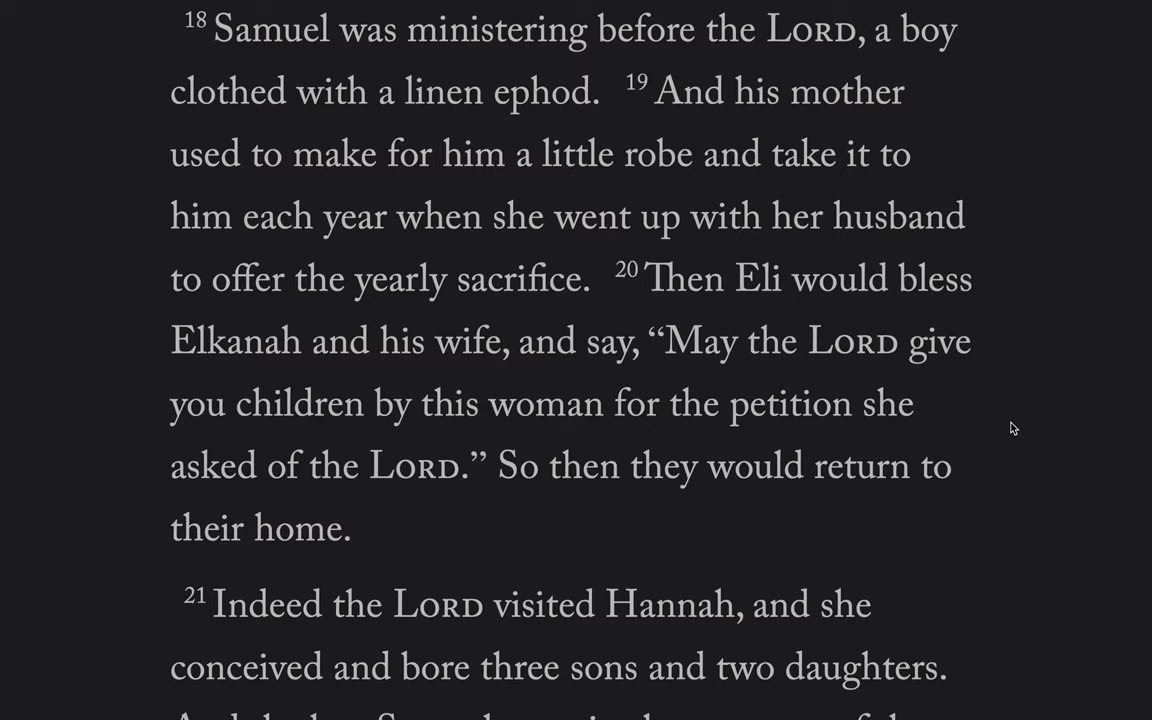 18 Samuel was ministering before the LORD, a boy
clothed with a linen ephod. 19 And his mother
used to make for him a little robe and take it to
him each year when she went up with her husband
to offer the yearly sacrifice. 20 Then Eli would bless
Elkanah and his wife, and say, “May the LORD give
you children by this woman for the petition she
asked of the LORD.” So then they would return to
their home.
21 Indeed the LORD visited Hannah, and she
conceived and bore three sons and two daughters.